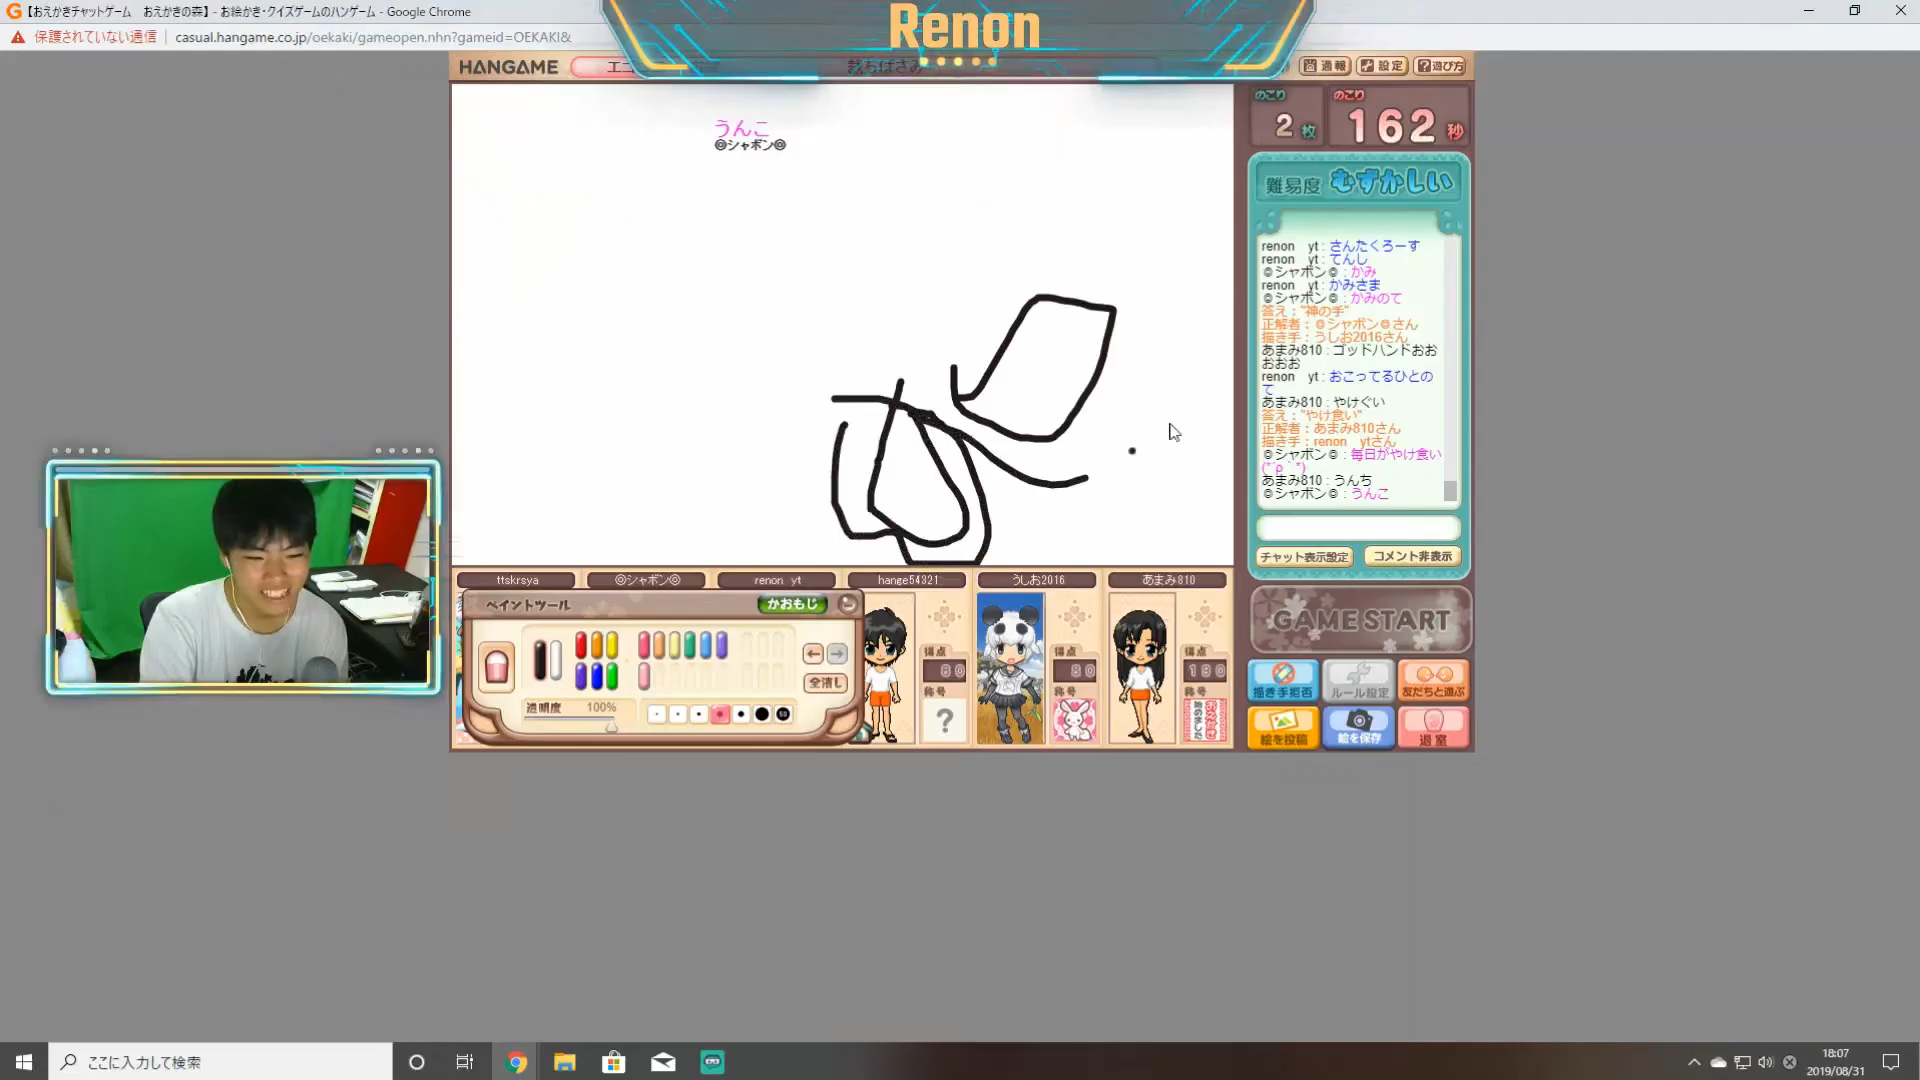 【おえかきチャットゲーム　おえかきの森】 - お絵かき・クイズゲームのハンゲーム - Google Chrome
保護されていない通信
casual.hangame.co.jp/oekaki/gameopen.nhn?gameid=OEKAKI&
Renon
HANGAME
エコ
裁ちばさみ
通報
設定
?遊び方
うんこ
◎シャボン◎
のこり
2枚
のこり
162秒
難易度 むずかしい
renon　yt : さんたくろーす
renon　yt : てんし
◎シャボン◎ : かみ
renon　yt : かみさま
◎シャボン◎ : かみのて
答え : "神の手"
正解者 : ◎シャボン◎さん
描き手 : うしお2016さん
あまみ810 : ゴッドハンドおお
おおお
renon　yt : おこってるひとの
て
あまみ810 : やけぐい
答え : "やけ食い"
正解者 : あまみ810さん
描き手 : renon　ytさん
◎シャボン◎ : 毎日がやけ食い
あまみ810 : うんち
◎シャボン◎ : うんこ
チャット表示設定
コメント非表示
GAME START
描き手拒否
ルール設定
友だちと遊ぶ
絵を投稿
絵を保存
退室
ttskrsya
◎シャボン◎
renon　yt
hange54321
うしお2016
あまみ810
ペイントツール
かおもじ
全消し
透明度 100%
50
得点
80
称号
?
得点
80
称号
得点
190
称号
ここに入力して検索
18:07
2019/08/31